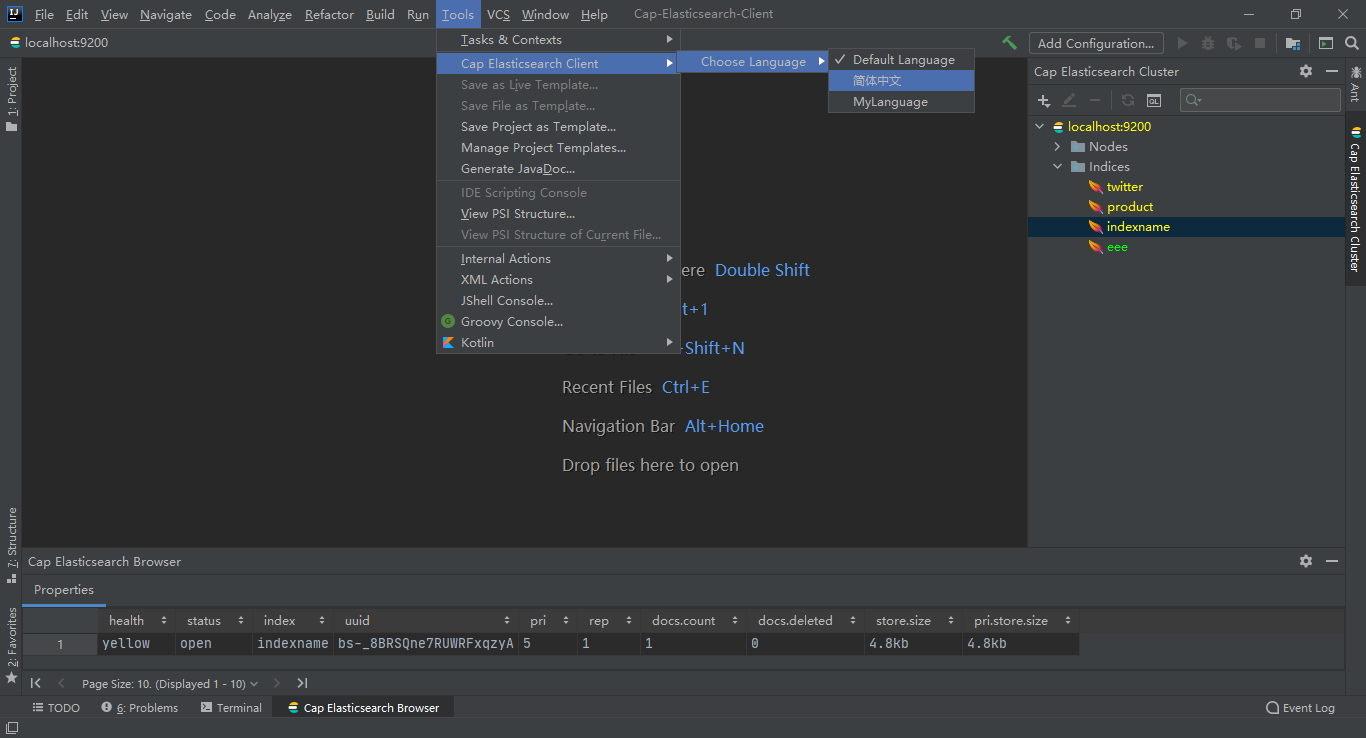 File Edit View Navigate Code Analyze Refactor Build Run Tools VCS Window Help Cap-Elasticsearch-Client
localhost:9200
Add Configuration...
Tasks & Contexts
Cap Elasticsearch Client
Save as Live Template...
Save File as Template...
Save Project as Template...
Manage Project Templates...
Generate JavaDoc...
IDE Scripting Console
View PSI Structure...
View PSI Structure of Current File...
Internal Actions
XML Actions
JShell Console...
Groovy Console...
Kotlin
Choose Language
Default Language
简体中文
MyLanguage
ere Double Shift
t+1
-Shift+N
Recent Files Ctrl+E
Navigation Bar Alt+Home
Drop files here to open
Cap Elasticsearch Cluster
QL
localhost:9200
Nodes
Indices
twitter
product
indexname
eee
Ant
Cap Elasticsearch Cluster
1: Project
7: Structure
2: Favorites
Cap Elasticsearch Browser
Properties
health status index uuid pri rep docs.count docs.deleted store.size pri.store.size
1 yellow open indexname bs-_8BRSQne7RUWRFxqzyA 5 1 1 0 4.8kb 4.8kb
Page Size: 10. (Displayed 1 - 10)
TODO 6: Problems Terminal Cap Elasticsearch Browser Event Log